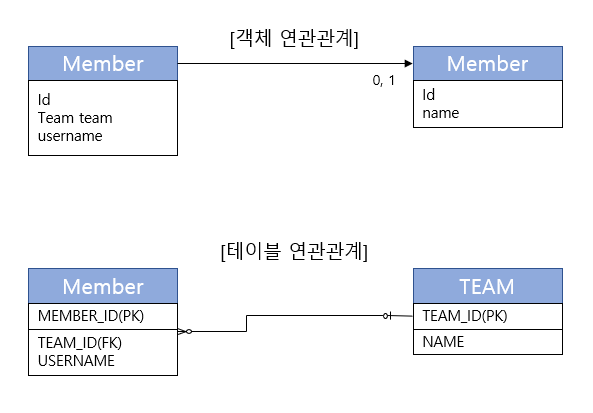 [객체 연관관계]
Member
Id
Team team
username
0, 1
Member
Id
name
[테이블 연관관계]
Member
MEMBER_ID(PK)
TEAM_ID(FK)
USERNAME
TEAM
TEAM_ID(PK)
NAME